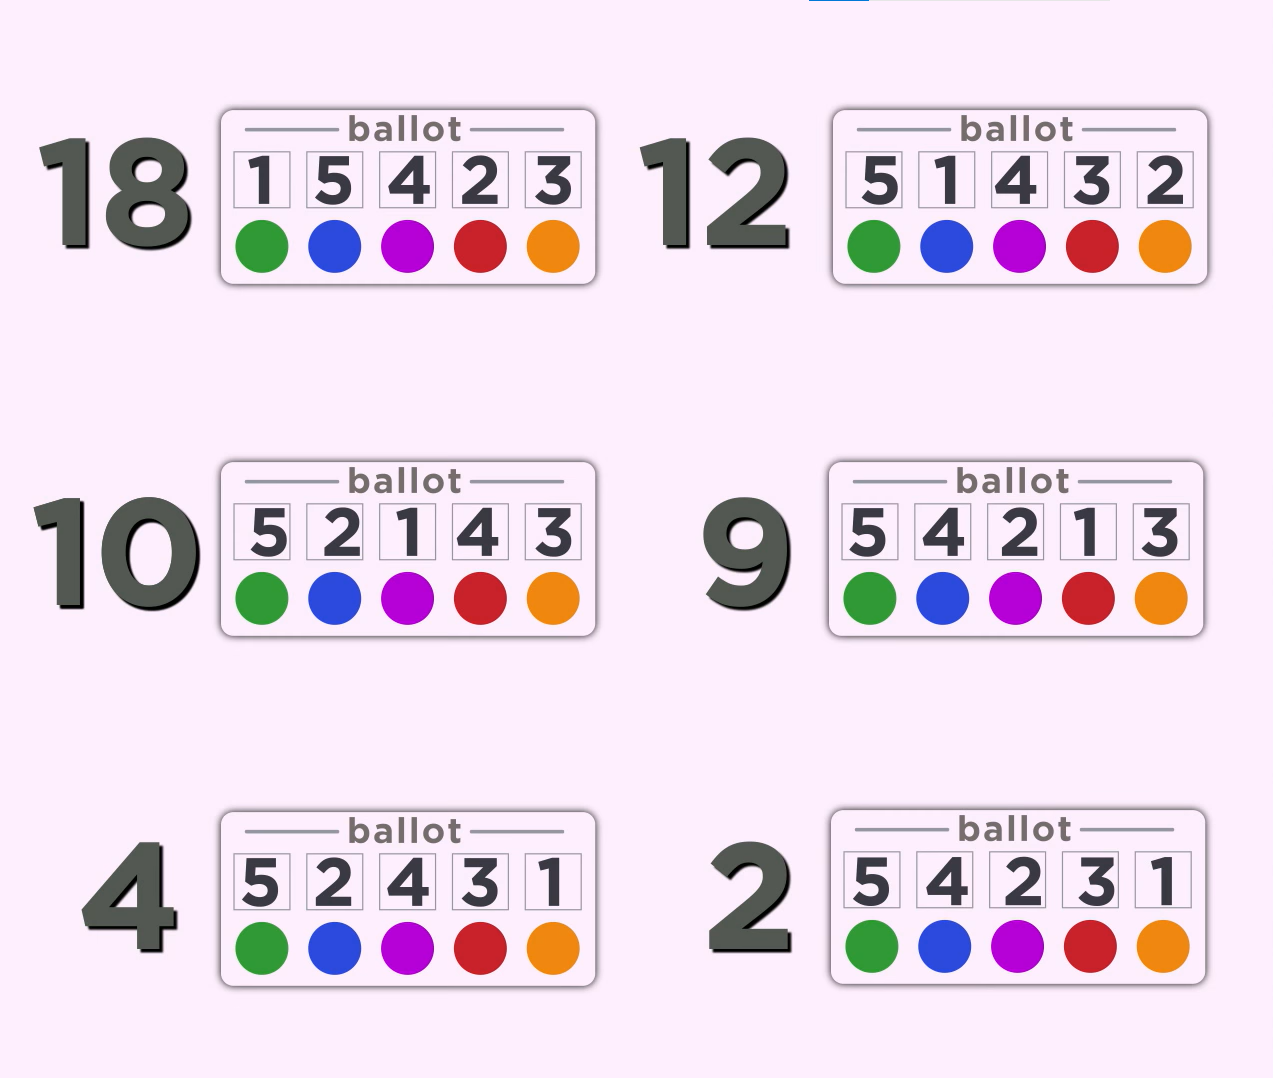 18 ballot
1 5 4 2 3
12 ballot
5 1 4 3 2
10 ballot
5 2 1 4 3
9 ballot
5 4 2 1 3
4 ballot
5 2 4 3 1
2 ballot
5 4 2 3 1